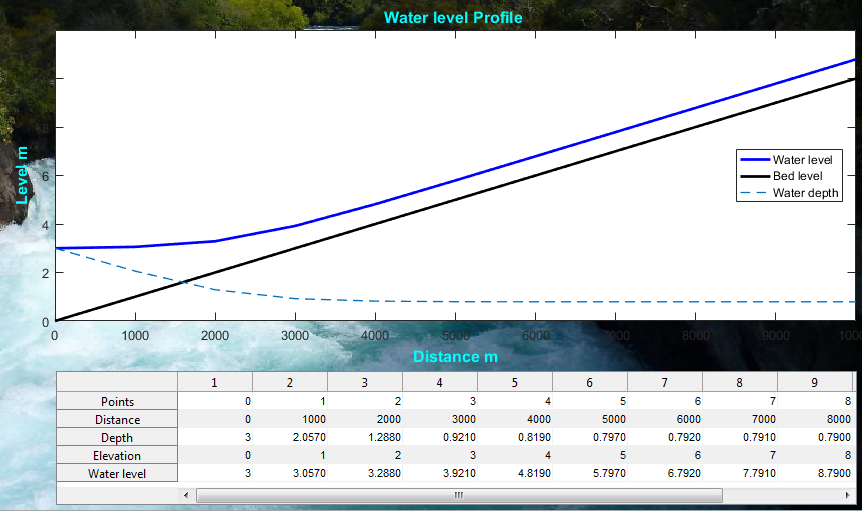 Water level Profile
Level m
6
4
2
0
Water level
Bed level
Water depth
0 1000 2000 3000 4000 5000 6000 7000 8000 9000 1000
Distance m
1 2 3 4 5 6 7 8 9
Points 0 1 2 3 4 5 6 7 8
Distance 0 1000 2000 3000 4000 5000 6000 7000 8000
Depth 3 2.0570 1.2880 0.9210 0.8190 0.7970 0.7920 0.7910 0.7900
Elevation 0 1 2 3 4 5 6 7 8
Water level 3 3.0570 3.2880 3.9210 4.8190 5.7970 6.7920 7.7910 8.7900